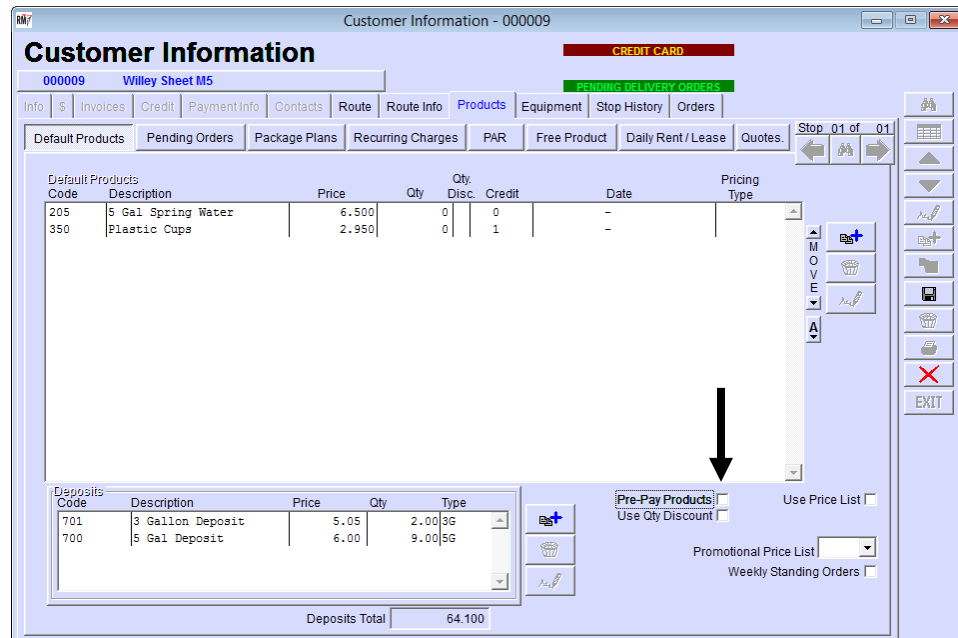 RM/ Customer Information - 000009
Customer Information
CREDIT CARD
000009 Willey Sheet M5
PENDING DELIVERY ORDERS
Info $ Invoices Credit Payment Info Contacts Route Route Info Products Equipment Stop History Orders
Default Products Pending Orders Package Plans Recurring Charges PAR Free Product Daily Rent / Lease Quotes. Stop 01 of 01
Default Products
Qty. Pricing
Code Description Price Qty Disc. Credit Date Type
205 5 Gal Spring Water 6.500 0 0 –
350 Plastic Cups 2.950 0 1 –
MOVE
A
EXIT
Deposits
Code Description Price Qty Type
701 3 Gallon Deposit 5.05 2.00 3G
700 5 Gal Deposit 6.00 9.00 5G
Pre-Pay Products Use Price List
Use Qty Discount
Promotional Price List
Weekly Standing Orders
Deposits Total 64.100